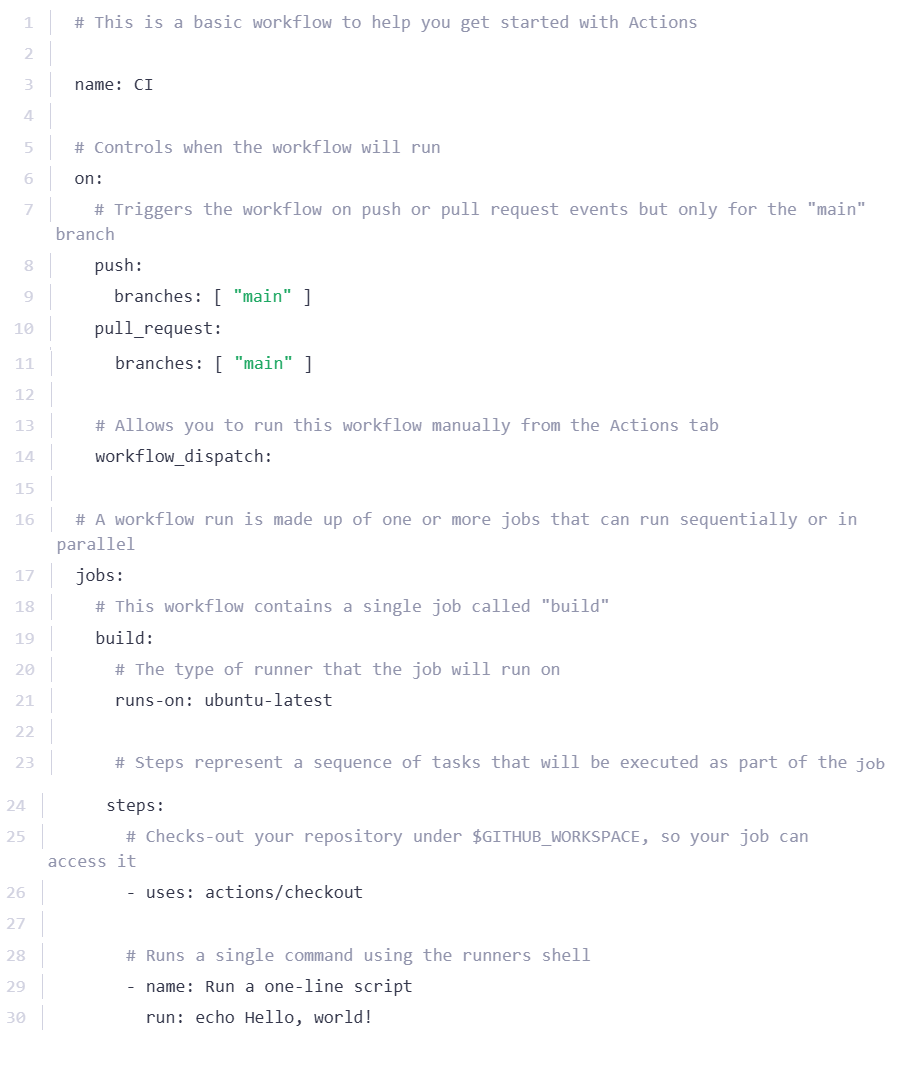 1 # This is a basic workflow to help you get started with Actions
2
3 name: CI
4
5 # Controls when the workflow will run
6 on:
7   # Triggers the workflow on push or pull request events but only for the "main"
branch
8   push:
9     branches: [ "main" ]
10   pull_request:
11     branches: [ "main" ]
12
13   # Allows you to run this workflow manually from the Actions tab
14   workflow_dispatch:
15
16 # A workflow run is made up of one or more jobs that can run sequentially or in
parallel
17 jobs:
18   # This workflow contains a single job called "build"
19   build:
20     # The type of runner that the job will run on
21     runs-on: ubuntu-latest
22
23     # Steps represent a sequence of tasks that will be executed as part of the job
24     steps:
25       # Checks-out your repository under $GITHUB_WORKSPACE, so your job can
access it
26       - uses: actions/checkout
27
28       # Runs a single command using the runners shell
29       - name: Run a one-line script
30         run: echo Hello, world!